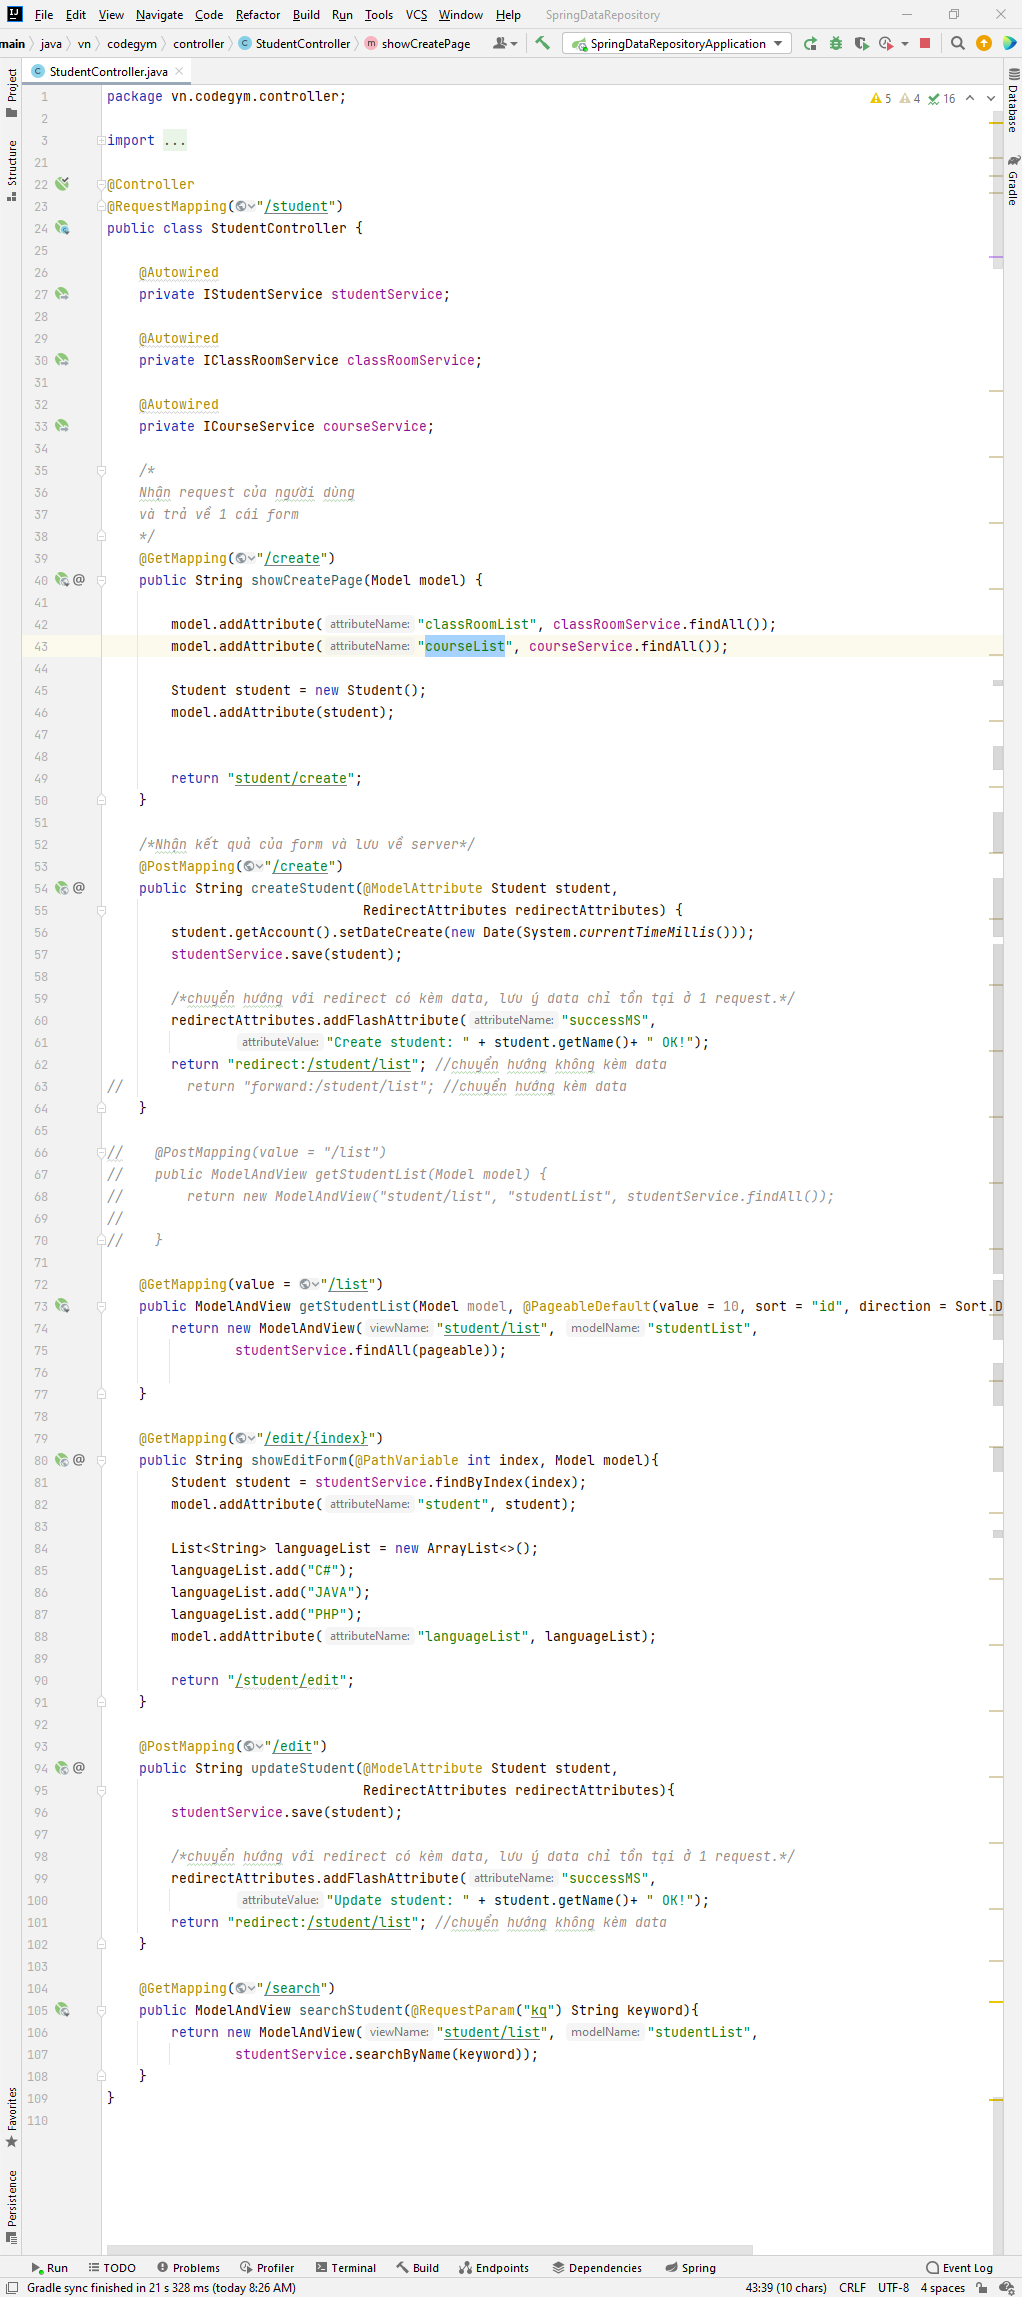 File Edit View Navigate Code Refactor Build Run Tools VCS Window Help SpringDataRepository
main java vn codegym controller StudentController showCreatePage SpringDataRepositoryApplication
StudentController.java
Project
Structure
Database
Gradle
5 4 16
1 package vn.codegym.controller;
2
3 import ...
21
22 @Controller
23 @RequestMapping("/student")
24 public class StudentController {
25
26 @Autowired
27 private IStudentService studentService;
28
29 @Autowired
30 private IClassRoomService classRoomService;
31
32 @Autowired
33 private ICourseService courseService;
34
35 /*
36 Nhận request của người dùng
37 và trả về 1 cái form
38 */
39 @GetMapping("/create")
40 public String showCreatePage(Model model) {
41
42 model.addAttribute( attributeName: "classRoomList", classRoomService.findAll());
43 model.addAttribute( attributeName: "courseList", courseService.findAll());
44
45 Student student = new Student();
46 model.addAttribute(student);
47
48
49 return "student/create";
50 }
51
52 /*Nhận kết quả của form và lưu về server*/
53 @PostMapping("/create")
54 public String createStudent(@ModelAttribute Student student,
55 RedirectAttributes redirectAttributes) {
56 student.getAccount().setDateCreate(new Date(System.currentTimeMillis()));
57 studentService.save(student);
58
59 /*chuyển hướng với redirect có kèm data, lưu ý data chỉ tồn tại ở 1 request.*/
60 redirectAttributes.addFlashAttribute( attributeName: "successMS",
61 attributeValue: "Create student: " + student.getName()+ " OK!");
62 return "redirect:/student/list"; //chuyển hướng không kèm data
63 // return "forward:/student/list"; //chuyển hướng kèm data
64 }
65
66 // @PostMapping(value = "/list")
67 // public ModelAndView getStudentList(Model model) {
68 // return new ModelAndView("student/list", "studentList", studentService.findAll());
69 //
70 // }
71
72 @GetMapping(value = "/list")
73 public ModelAndView getStudentList(Model model, @PageableDefault(value = 10, sort = "id", direction = Sort.D
74 return new ModelAndView( viewName: "student/list", modelName: "studentList",
75 studentService.findAll(pageable));
76
77 }
78
79 @GetMapping("/edit/{index}")
80 public String showEditForm(@PathVariable int index, Model model){
81 Student student = studentService.findByIndex(index);
82 model.addAttribute( attributeName: "student", student);
83
84 List<String> languageList = new ArrayList<>();
85 languageList.add("C#");
86 languageList.add("JAVA");
87 languageList.add("PHP");
88 model.addAttribute( attributeName: "languageList", languageList);
89
90 return "/student/edit";
91 }
92
93 @PostMapping("/edit")
94 public String updateStudent(@ModelAttribute Student student,
95 RedirectAttributes redirectAttributes){
96 studentService.save(student);
97
98 /*chuyển hướng với redirect có kèm data, lưu ý data chỉ tồn tại ở 1 request.*/
99 redirectAttributes.addFlashAttribute( attributeName: "successMS",
100 attributeValue: "Update student: " + student.getName()+ " OK!");
101 return "redirect:/student/list"; //chuyển hướng không kèm data
102 }
103
104 @GetMapping("/search")
105 public ModelAndView searchStudent(@RequestParam("kq") String keyword){
106 return new ModelAndView( viewName: "student/list", modelName: "studentList",
107 studentService.searchByName(keyword));
108 }
109 }
110
Favorites
Persistence
Run TODO Problems Profiler Terminal Build Endpoints Dependencies Spring Event Log
Gradle sync finished in 21 s 328 ms (today 8:26 AM) 43:39 (10 chars) CRLF UTF-8 4 spaces